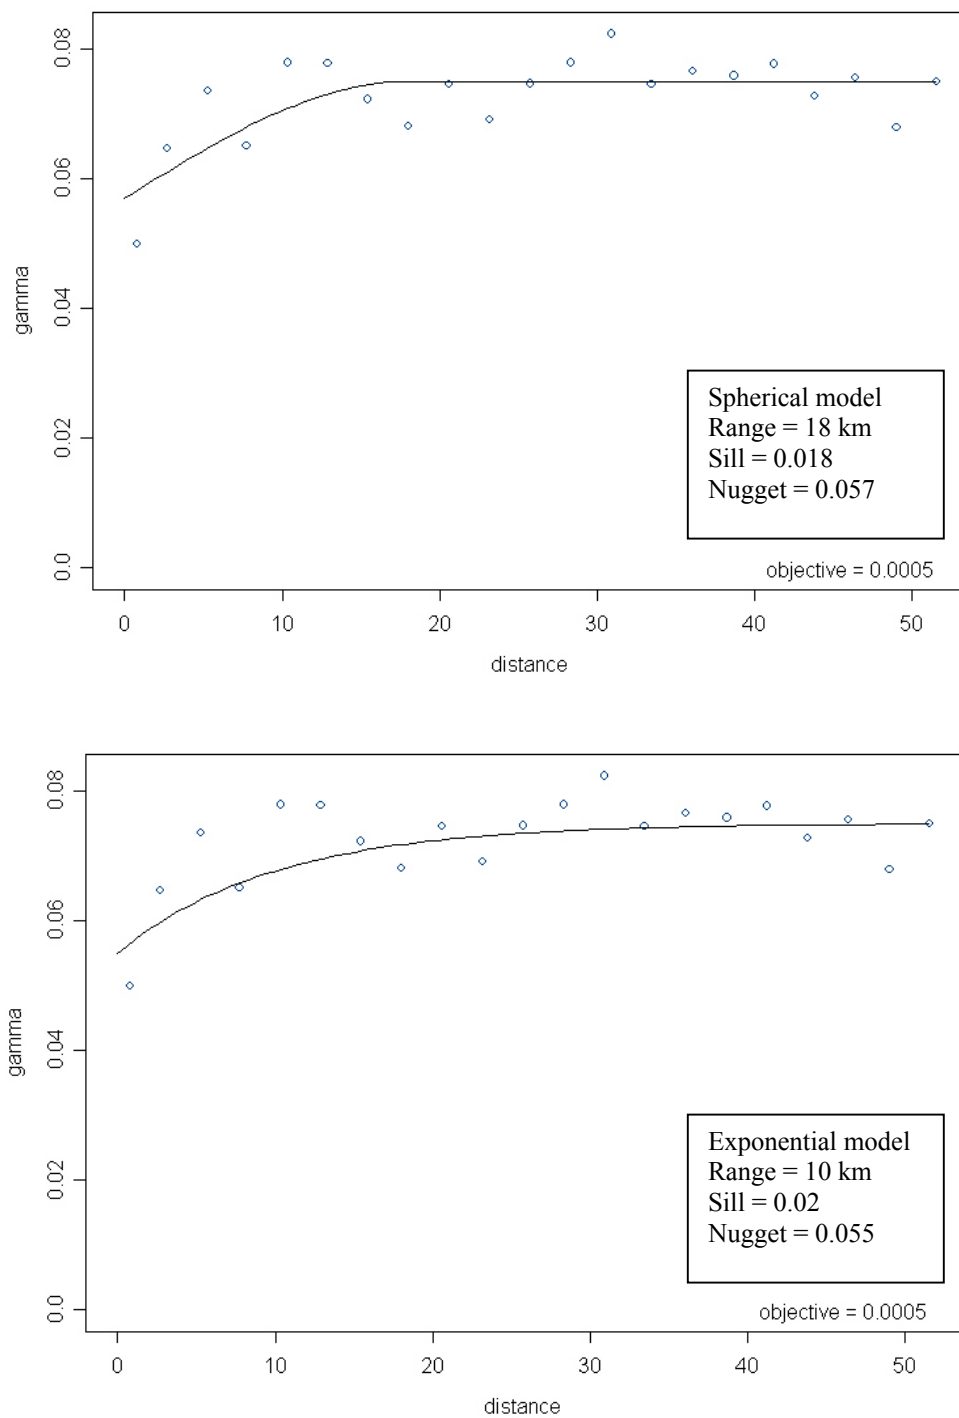 0.08
0.06
0.04
0.02
0.0
gamma
Spherical model
Range = 18 km
Sill = 0.018
Nugget = 0.057
objective = 0.0005
0 10 20 30 40 50
distance
0.08
0.06
0.04
0.02
0.0
gamma
Exponential model
Range = 10 km
Sill = 0.02
Nugget = 0.055
objective = 0.0005
0 10 20 30 40 50
distance